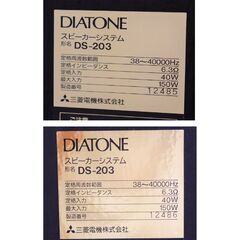 DIATONE
スピーカーシステム
形名 DS-203
定格周波数範囲 38〜40000Hz
定格インピーダンス 6.3Ω
定格入力 40W
最大入力 150W
製造番号 12485
三菱電機株式会社
ご注意
DIATONE
スピーカーシステム
形名 DS-203
定格周波数範囲 38〜40000Hz
定格インピーダンス 6.3Ω
定格入力 40W
最大入力 150W
製造番号 12486
三菱電機株式会社